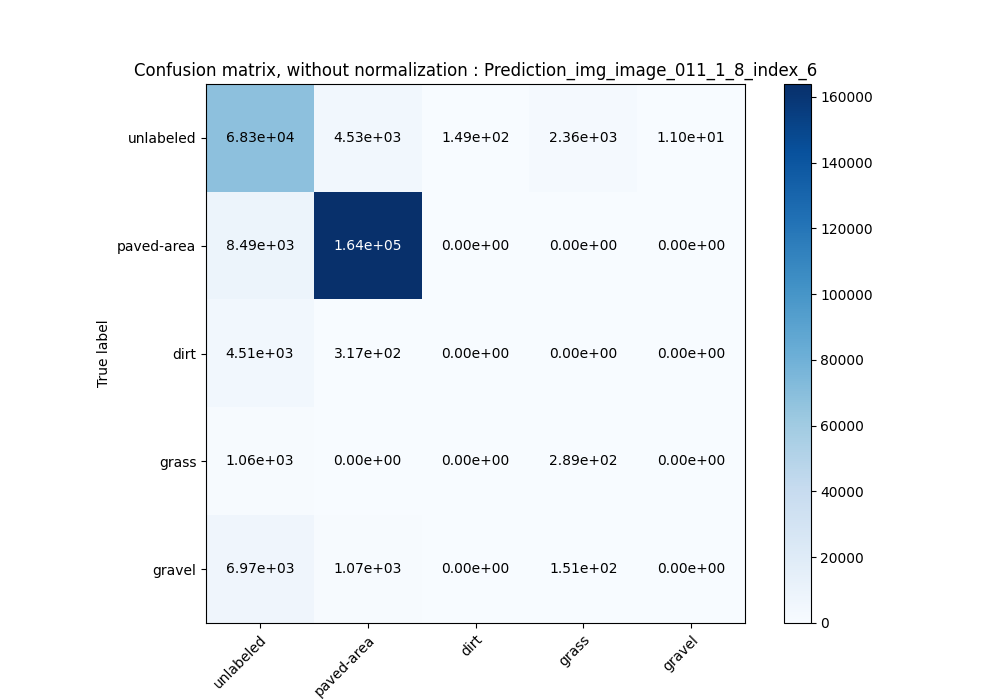 Confusion matrix, without normalization : Prediction_img_image_011_1_8_index_6
unlabeled 6.83e+04 4.53e+03 1.49e+02 2.36e+03 1.10e+01
paved-area 8.49e+03 1.64e+05 0.00e+00 0.00e+00 0.00e+00
dirt 4.51e+03 3.17e+02 0.00e+00 0.00e+00 0.00e+00
grass 1.06e+03 0.00e+00 0.00e+00 2.89e+02 0.00e+00
gravel 6.97e+03 1.07e+03 0.00e+00 1.51e+02 0.00e+00
True label
unlabeled paved-area dirt grass gravel
160000
140000
120000
100000
80000
60000
40000
20000
0